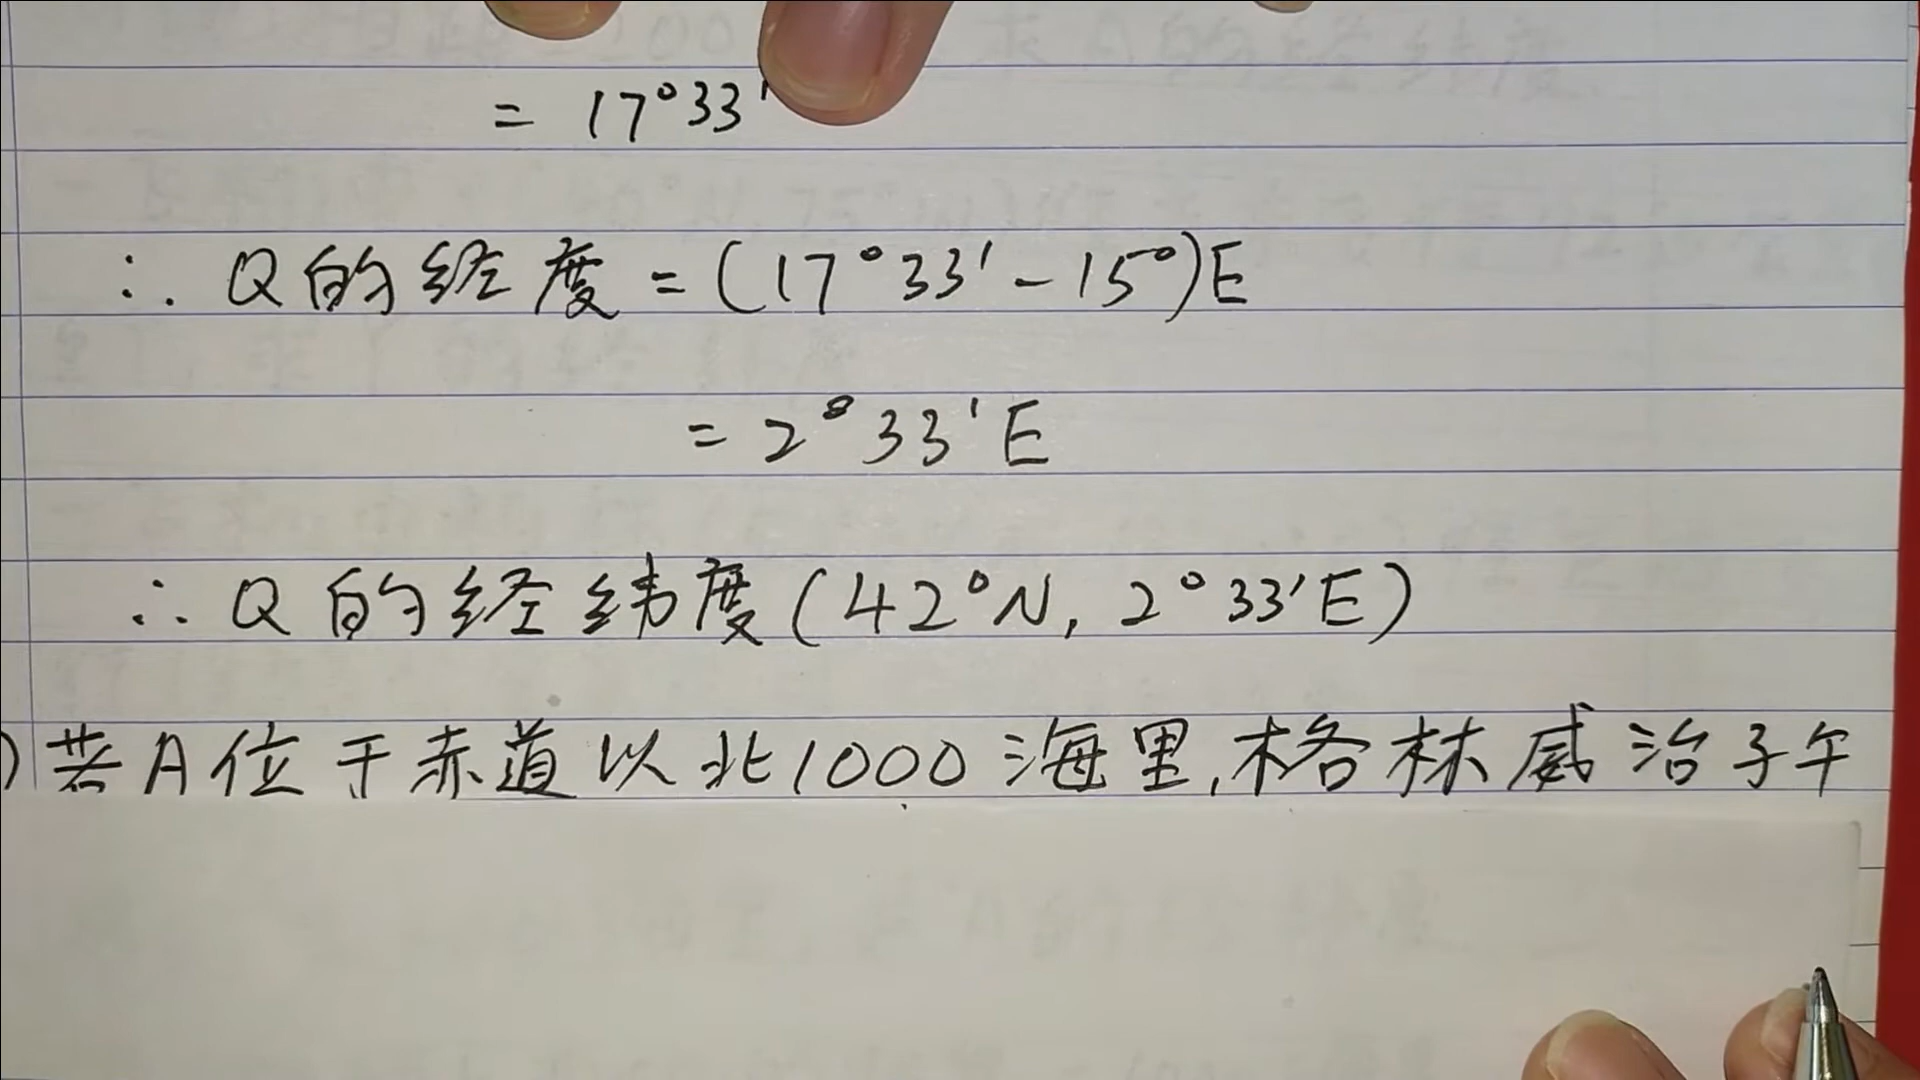 = 17°33'
∴ Q的经度 = (17°33' - 15°)E
= 2°33'E
∴ Q的经纬度(42°N, 2°33'E)
)若A位于赤道以北1000海里,格林威治子午